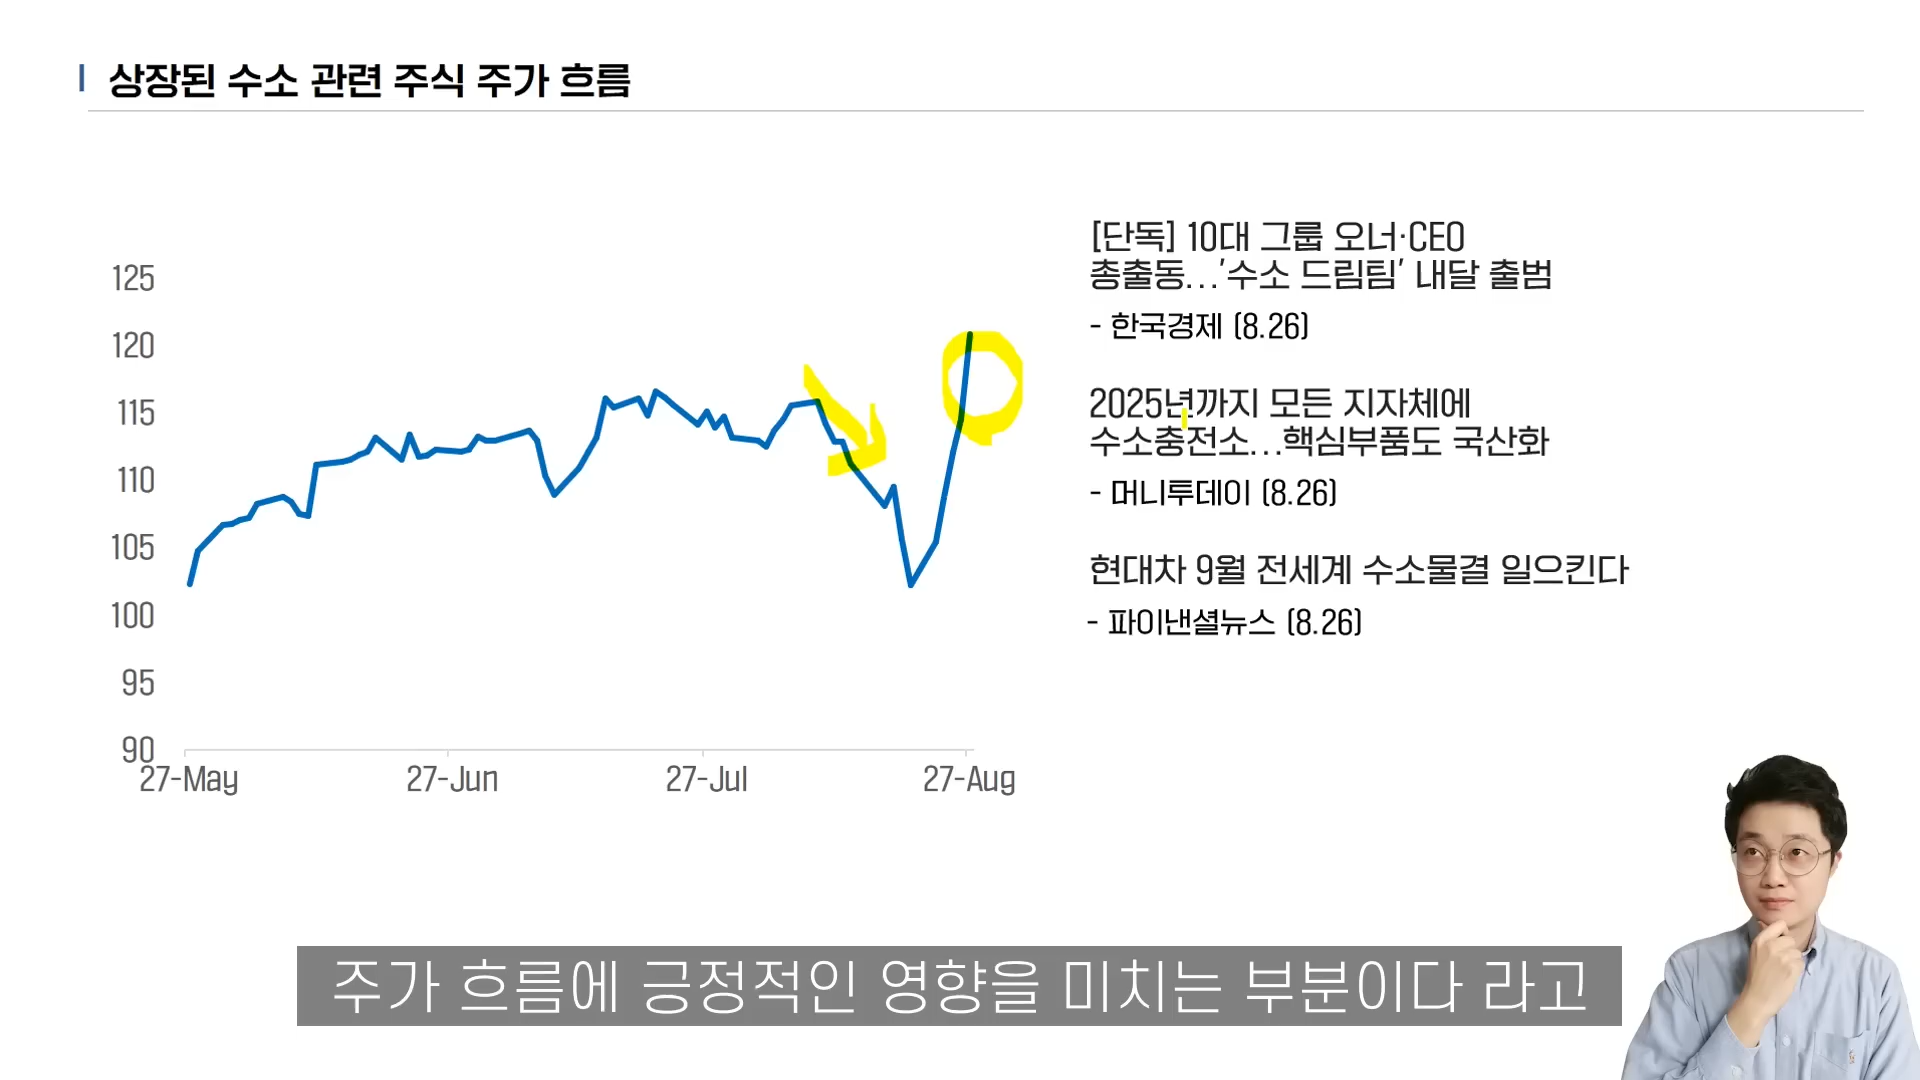 상장된 수소 관련 주식 주가 흐름
125
120
115
110
105
100
95
90
27-May
27-Jun
27-Jul
27-Aug
[단독] 10대 그룹 오너·CEO
총출동...'수소 드림팀' 내달 출범
- 한국경제 (8.26)
2025년까지 모든 지자체에
수소충전소...핵심부품도 국산화
- 머니투데이 (8.26)
현대차 9월 전세계 수소물결 일으킨다
- 파이낸셜뉴스 (8.26)
주가 흐름에 긍정적인 영향을 미치는 부분이다 라고